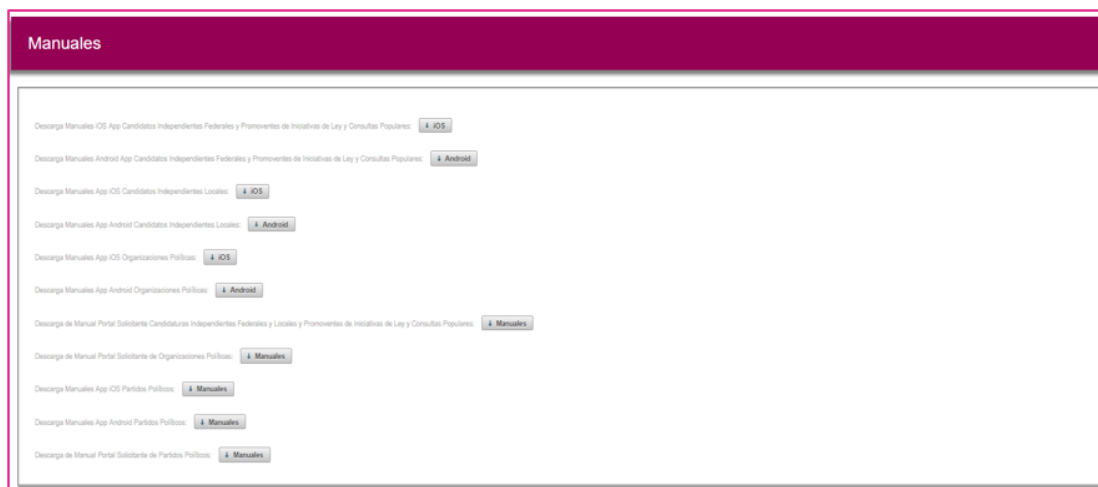 Manuales
Descarga Manuales iOS App Candidatos Independientes Federales y Promoventes de Iniciativas de Ley y Consultas Populares: iOS
Descarga Manuales Android App Candidatos Independientes Federales y Promoventes de Iniciativas de Ley y Consultas Populares: Android
Descarga Manuales App iOS Candidatos Independientes Locales: iOS
Descarga Manuales App Android Candidatos Independientes Locales: Android
Descarga Manuales App iOS Organizaciones Políticas: iOS
Descarga Manuales App Android Organizaciones Políticas: Android
Descarga de Manual Portal Solicitante Candidaturas Independientes Federales y Locales y Promoventes de Iniciativas de Ley y Consultas Populares: Manuales
Descarga de Manual Portal Solicitante de Organizaciones Políticas: Manuales
Descarga Manuales App iOS Partidos Políticos: Manuales
Descarga Manuales App Android Partidos Políticos: Manuales
Descarga de Manual Portal Solicitante de Partidos Políticos: Manuales